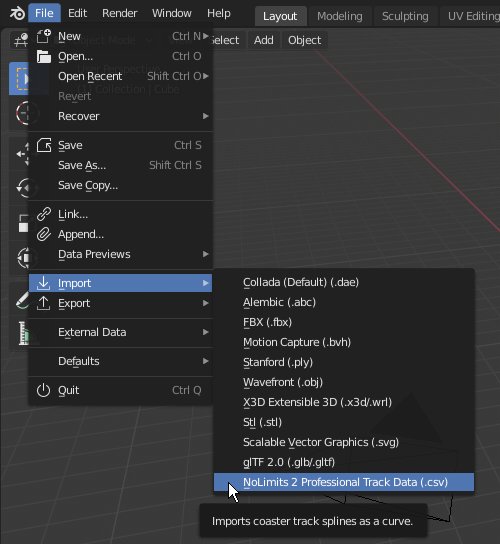 File Edit Render Window Help Layout Modeling Sculpting UV Editing
Object Mode Select Add Object
New Ctrl N
Open... Ctrl O
Open Recent Shift Ctrl O
Revert
Recover
Save Ctrl S
Save As... Shift Ctrl S
Save Copy...
Link...
Append...
Data Previews
Import
Export
External Data
Defaults
Quit Ctrl Q
Collada (Default) (.dae)
Alembic (.abc)
FBX (.fbx)
Motion Capture (.bvh)
Stanford (.ply)
Wavefront (.obj)
X3D Extensible 3D (.x3d/.wrl)
Stl (.stl)
Scalable Vector Graphics (.svg)
glTF 2.0 (.glb/.gltf)
NoLimits 2 Professional Track Data (.csv)
Imports coaster track splines as a curve.